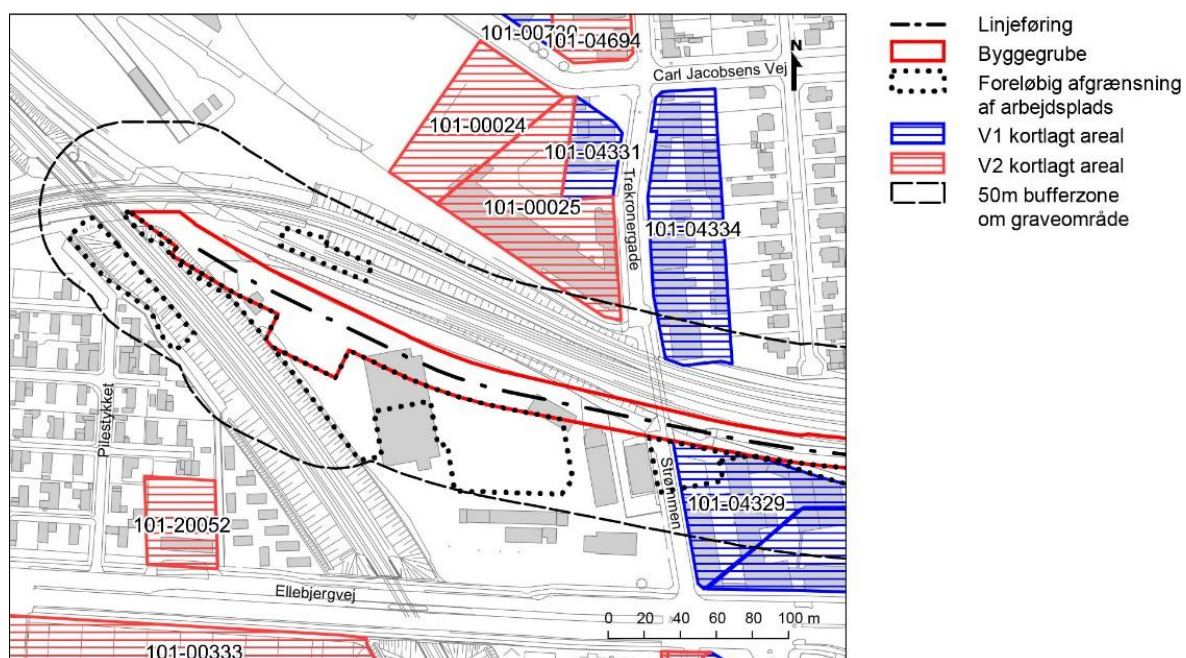 101-00730
101-04694
Carl Jacobsens Vej
N
101-00024
101-04331
Trekronergade
101-00025
101-04334
Pilestykket
Strømmen
101-04329
101-20052
Ellebjergvej
0 20 40 60 80 100 m
101-00333
Linjeføring
Byggegrube
Foreløbig afgrænsning
af arbejdsplads
V1 kortlagt areal
V2 kortlagt areal
50m bufferzone
om graveområde